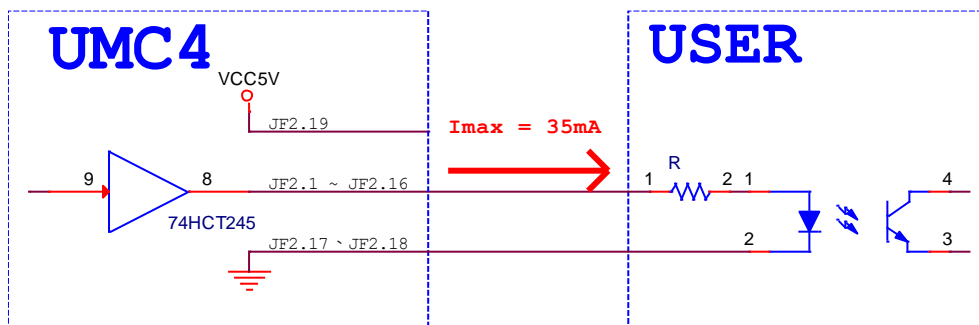 UMC4
USER
VCC5V
JF2.19
Imax = 35mA
R
9
8
JF2.1 ~ JF2.16
1
2
1
4
74HCT245
JF2.17、JF2.18
2
3